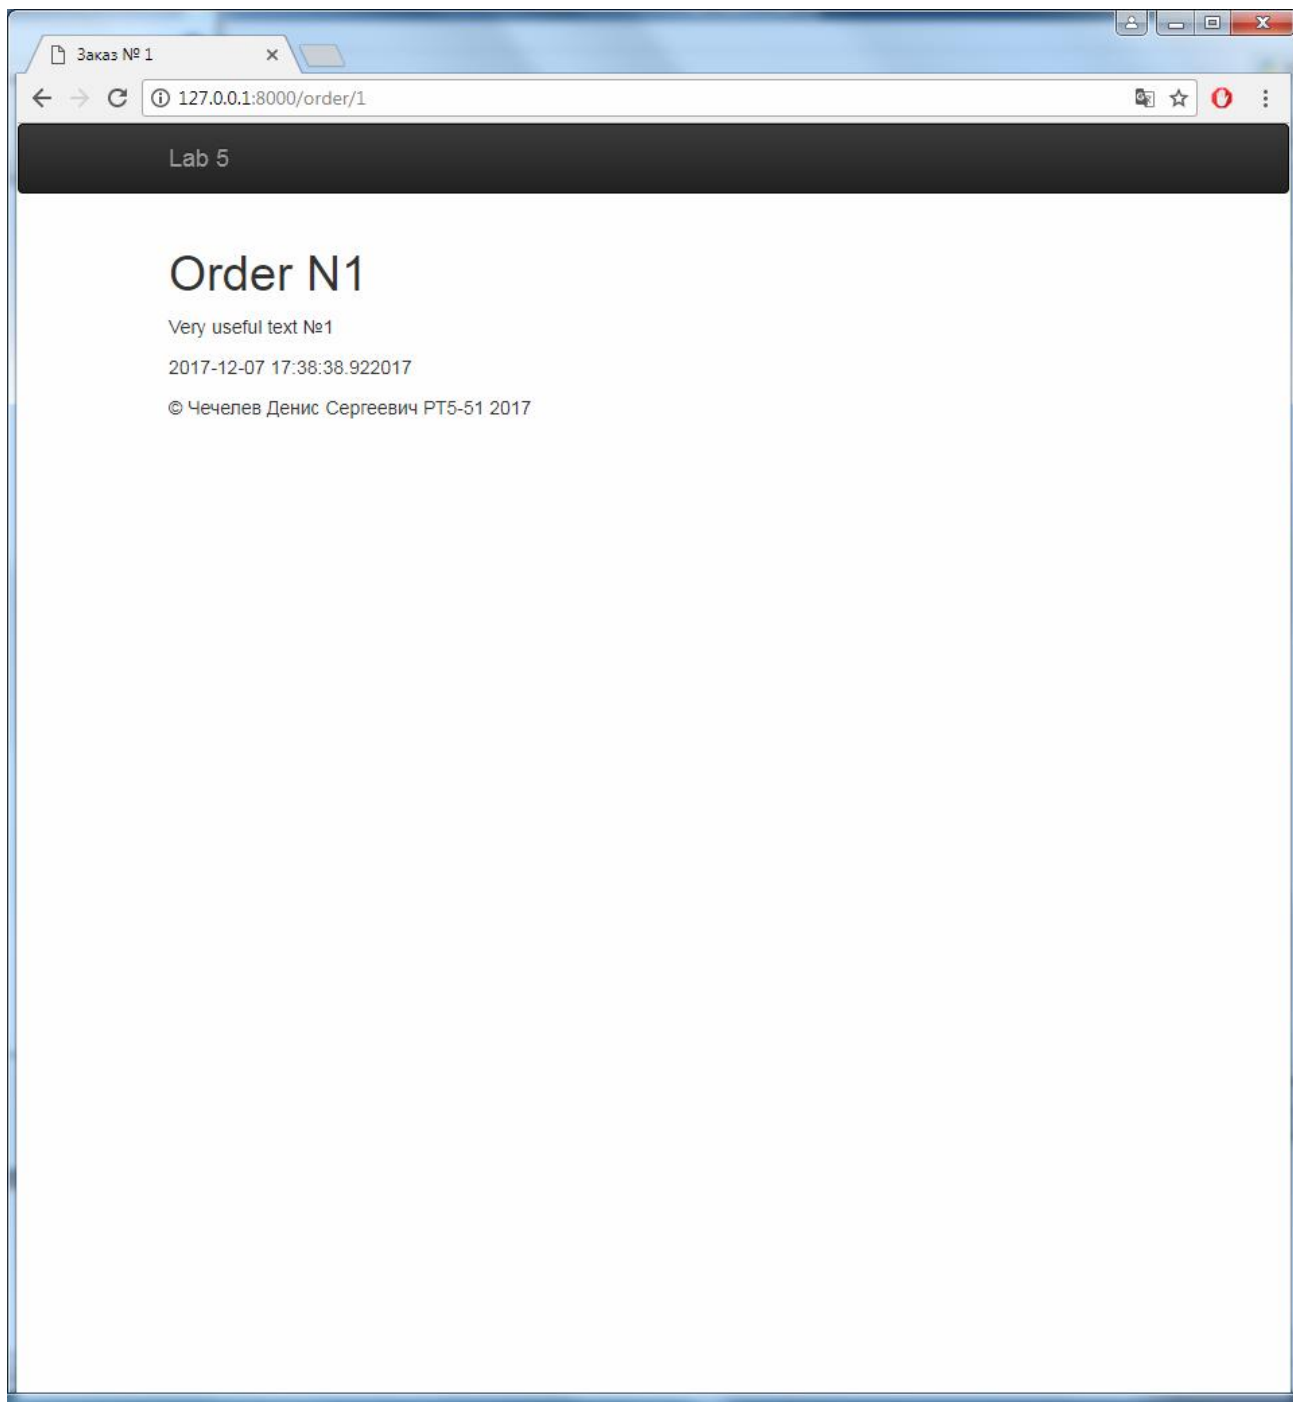 Заказ № 1
127.0.0.1:8000/order/1
Lab 5
Order N1
Very useful text №1
2017-12-07 17:38:38.922017
© Чечелев Денис Сергеевич РТ5-51 2017